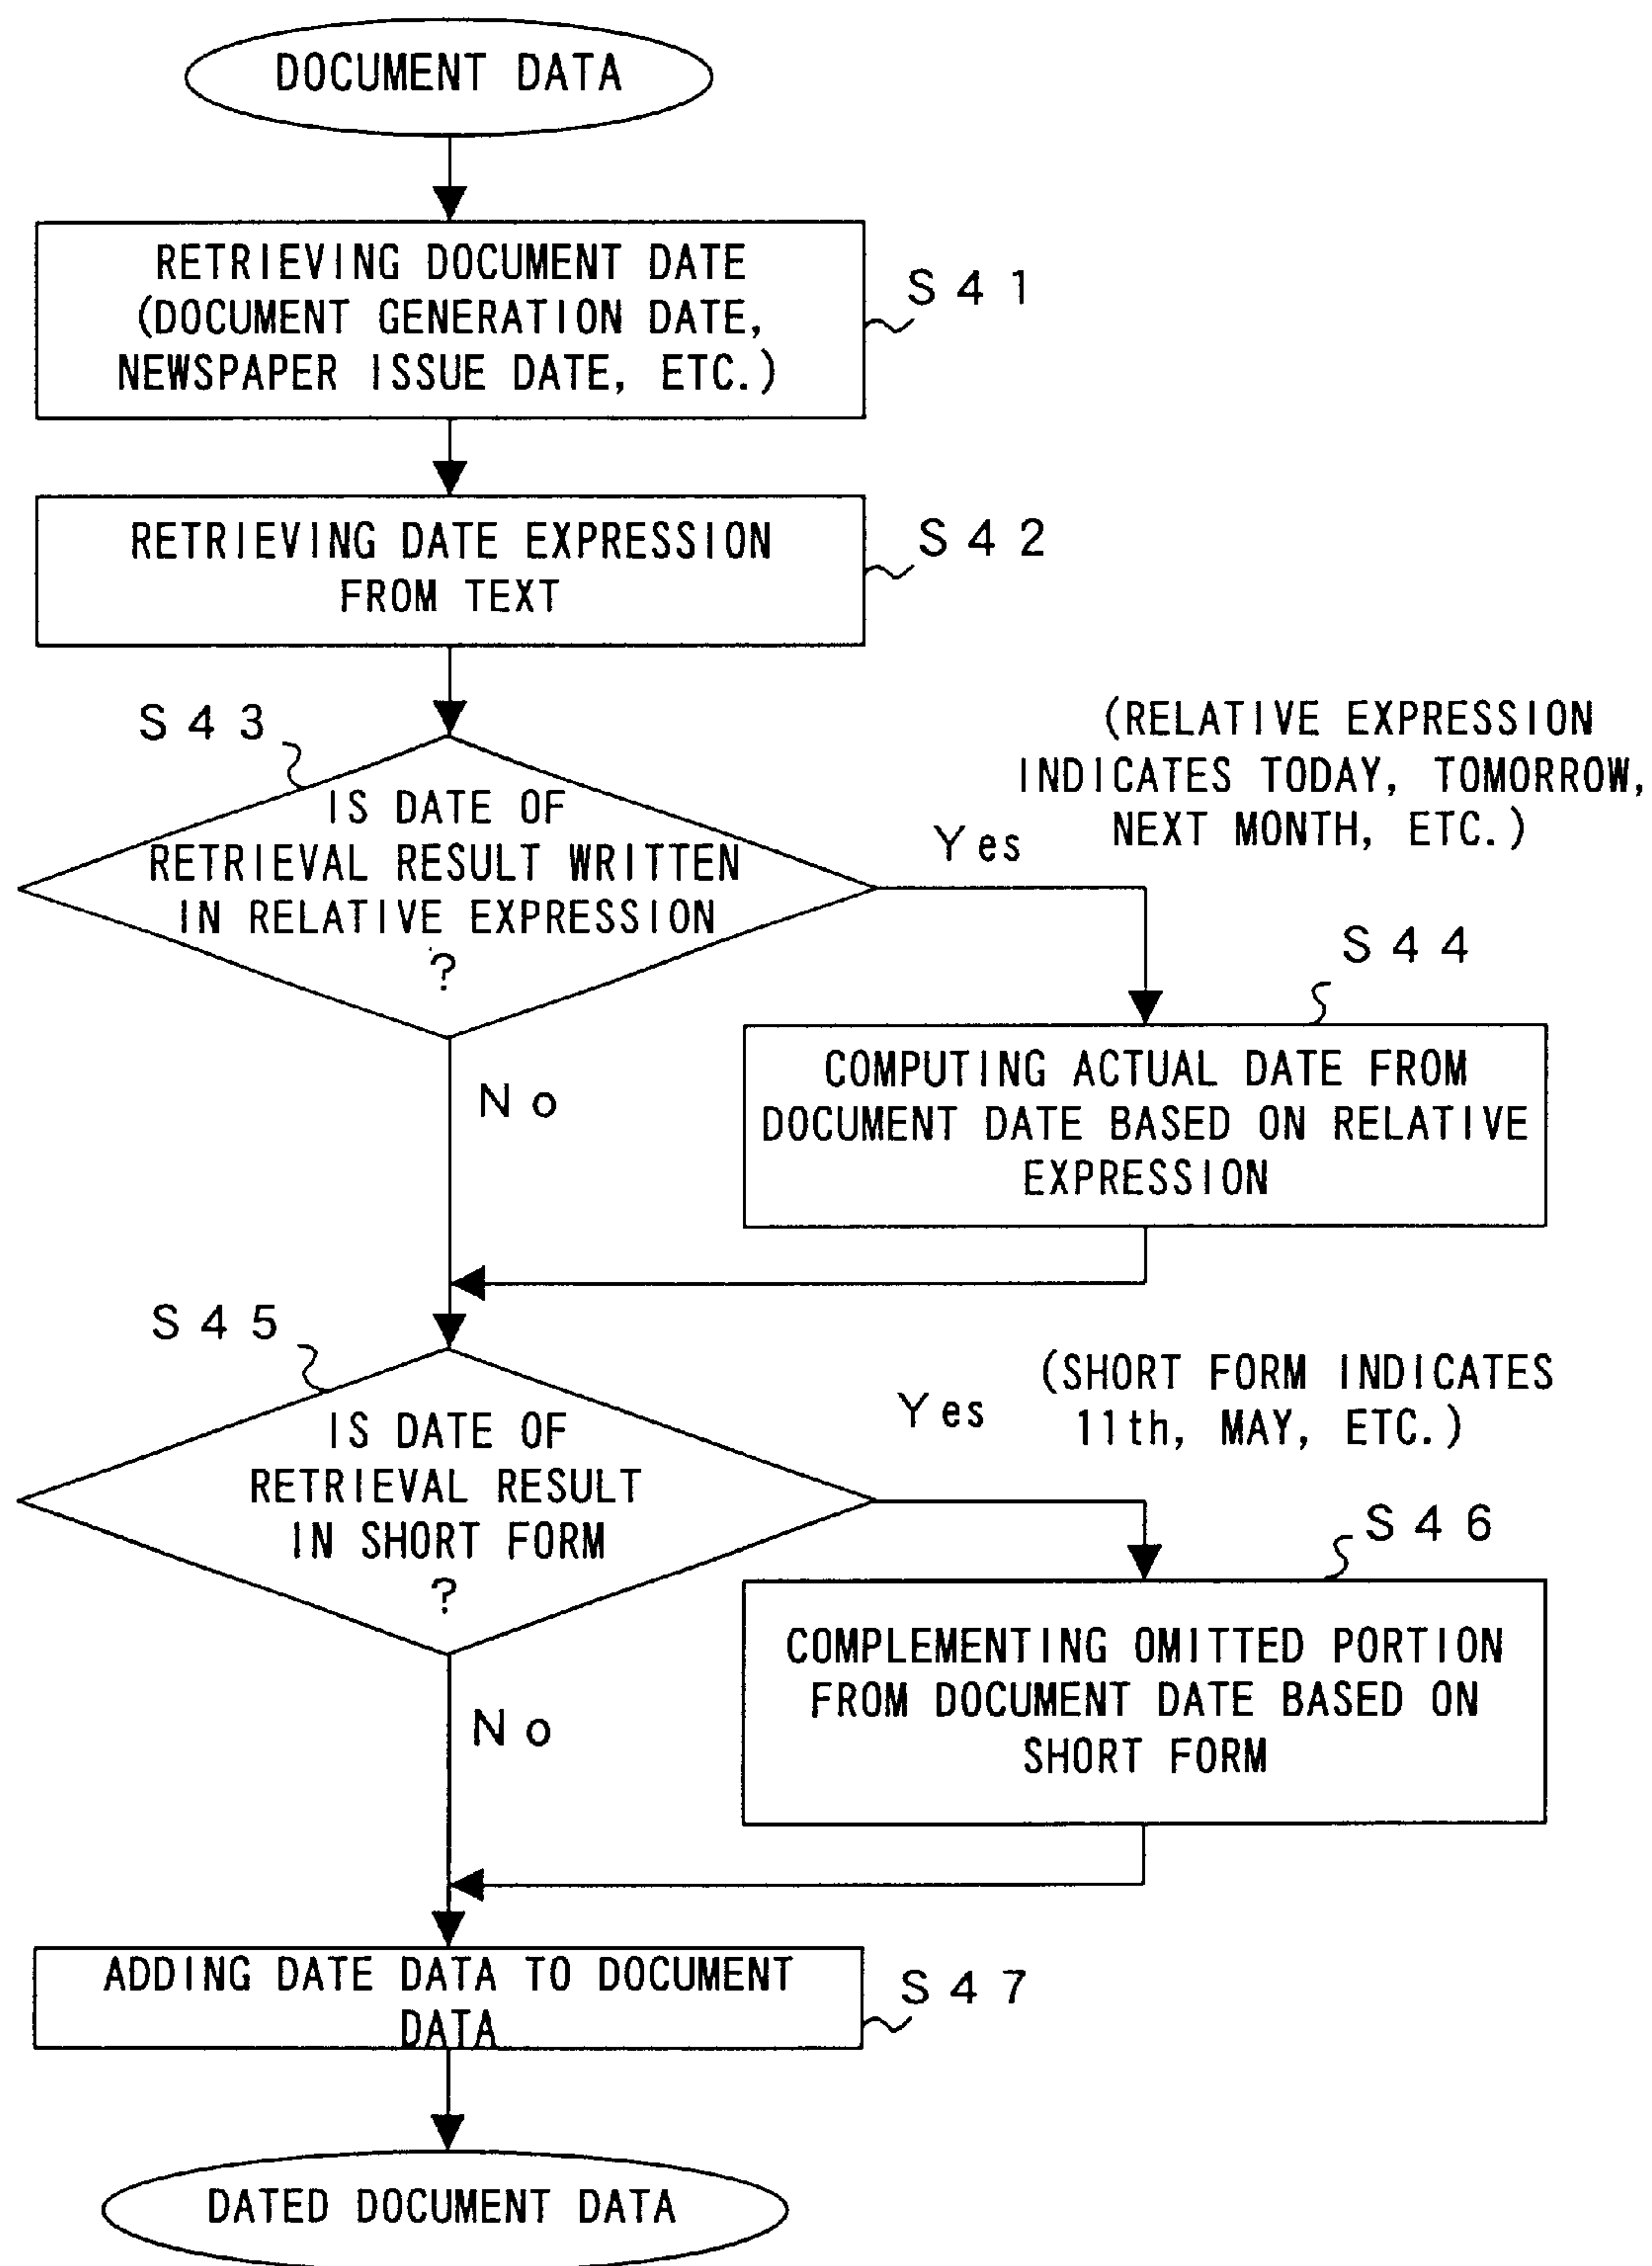 DOCUMENT DATA
RETRIEVING DOCUMENT DATE
(DOCUMENT GENERATION DATE,
NEWSPAPER ISSUE DATE, ETC.)
S41
RETRIEVING DATE EXPRESSION
FROM TEXT
S42
S43
IS DATE OF
RETRIEVAL RESULT WRITTEN
IN RELATIVE EXPRESSION
?
Yes
(RELATIVE EXPRESSION
INDICATES TODAY, TOMORROW,
NEXT MONTH, ETC.)
No
S44
COMPUTING ACTUAL DATE FROM
DOCUMENT DATE BASED ON RELATIVE
EXPRESSION
S45
IS DATE OF
RETRIEVAL RESULT
IN SHORT FORM
?
Yes
(SHORT FORM INDICATES
11th, MAY, ETC.)
No
S46
COMPLEMENTING OMITTED PORTION
FROM DOCUMENT DATE BASED ON
SHORT FORM
ADDING DATE DATA TO DOCUMENT
DATA
S47
DATED DOCUMENT DATA